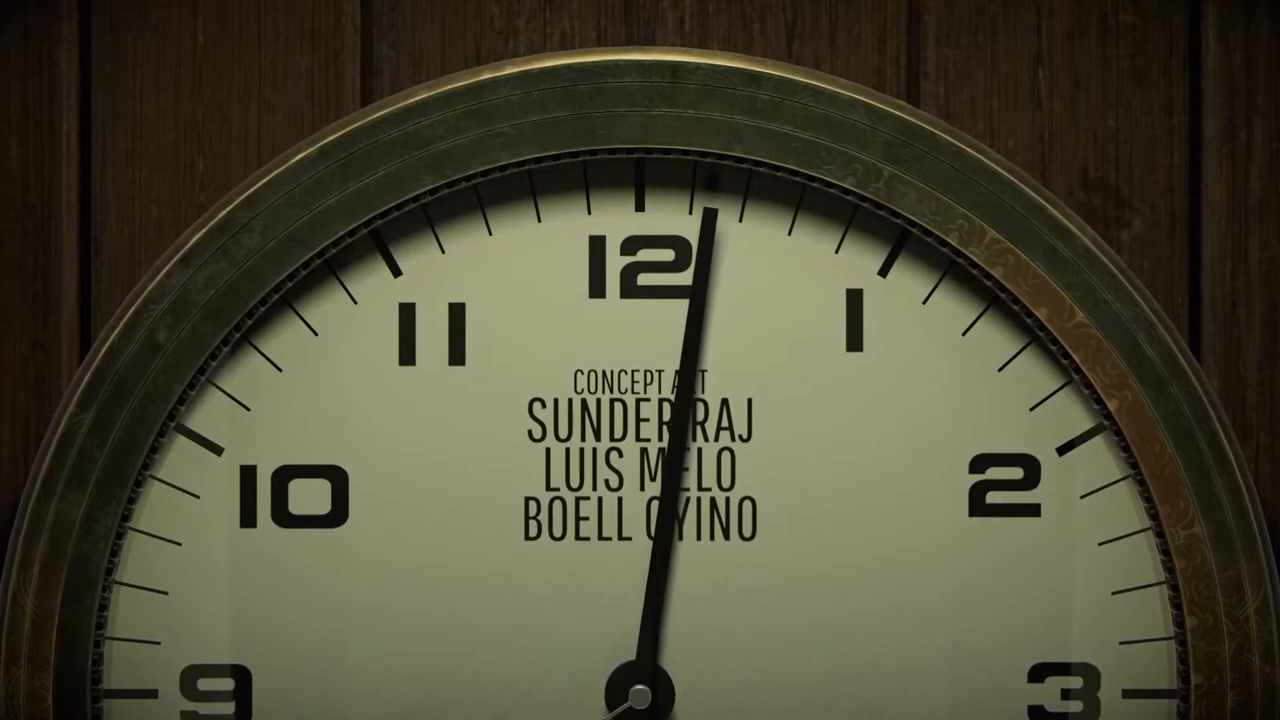 12
11
1
10
2
9
3
CONCEPT ART
SUNDER RAJ
LUIS MELO
BOELL OYINO